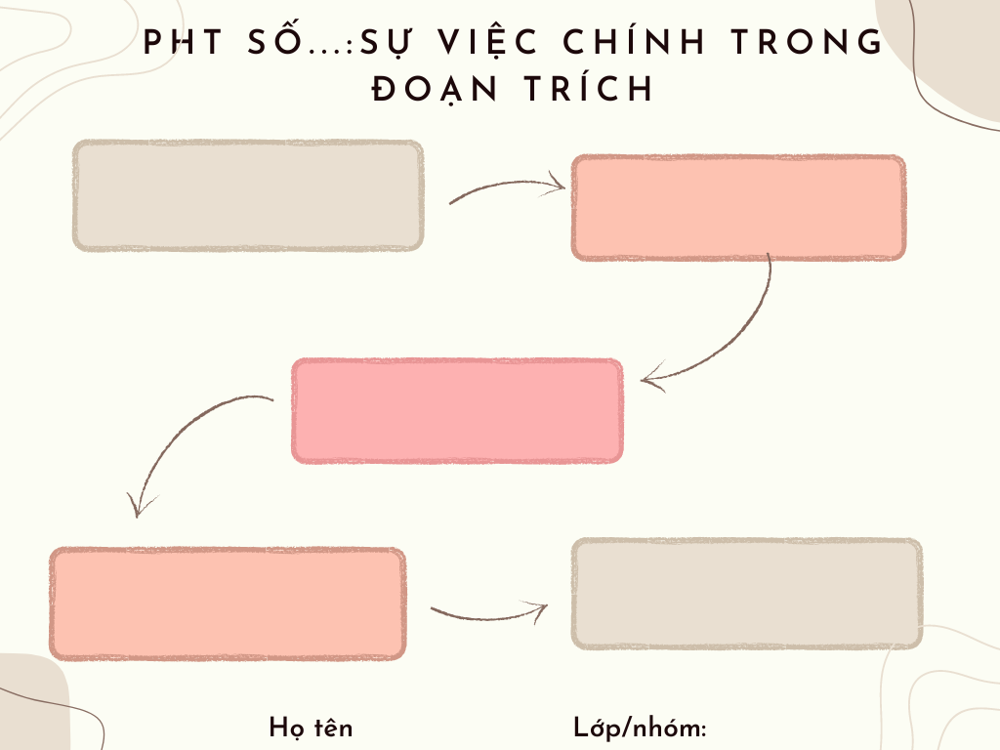 PHT SỐ...:SỰ VIỆC CHÍNH TRONG
ĐOẠN TRÍCH
Họ tên
Lớp/nhóm: